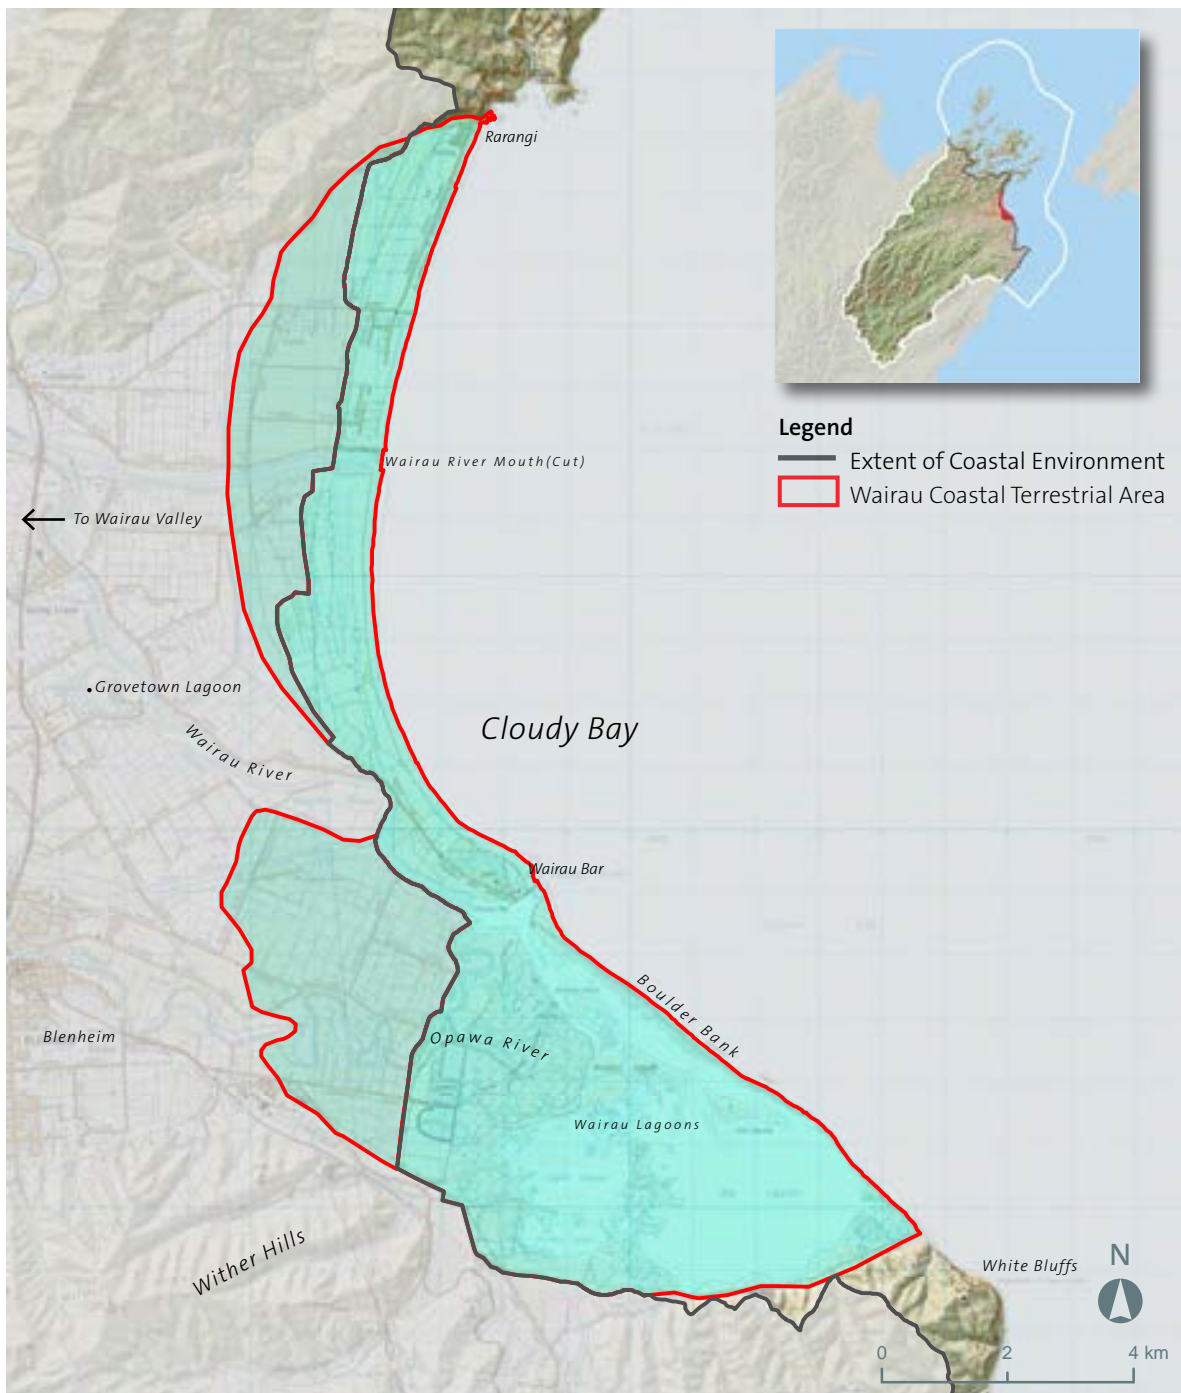 Rarangi
Legend
Extent of Coastal Environment
Wairau Coastal Terrestrial Area
Wairau River Mouth(Cut)
To Wairau Valley
Grovetown Lagoon
Wairau River
Cloudy Bay
Wairau Bar
Boulder Bank
Blenheim
Opawa River
Wairau Lagoons
Wither Hills
White Bluffs
N
0 2 4 km